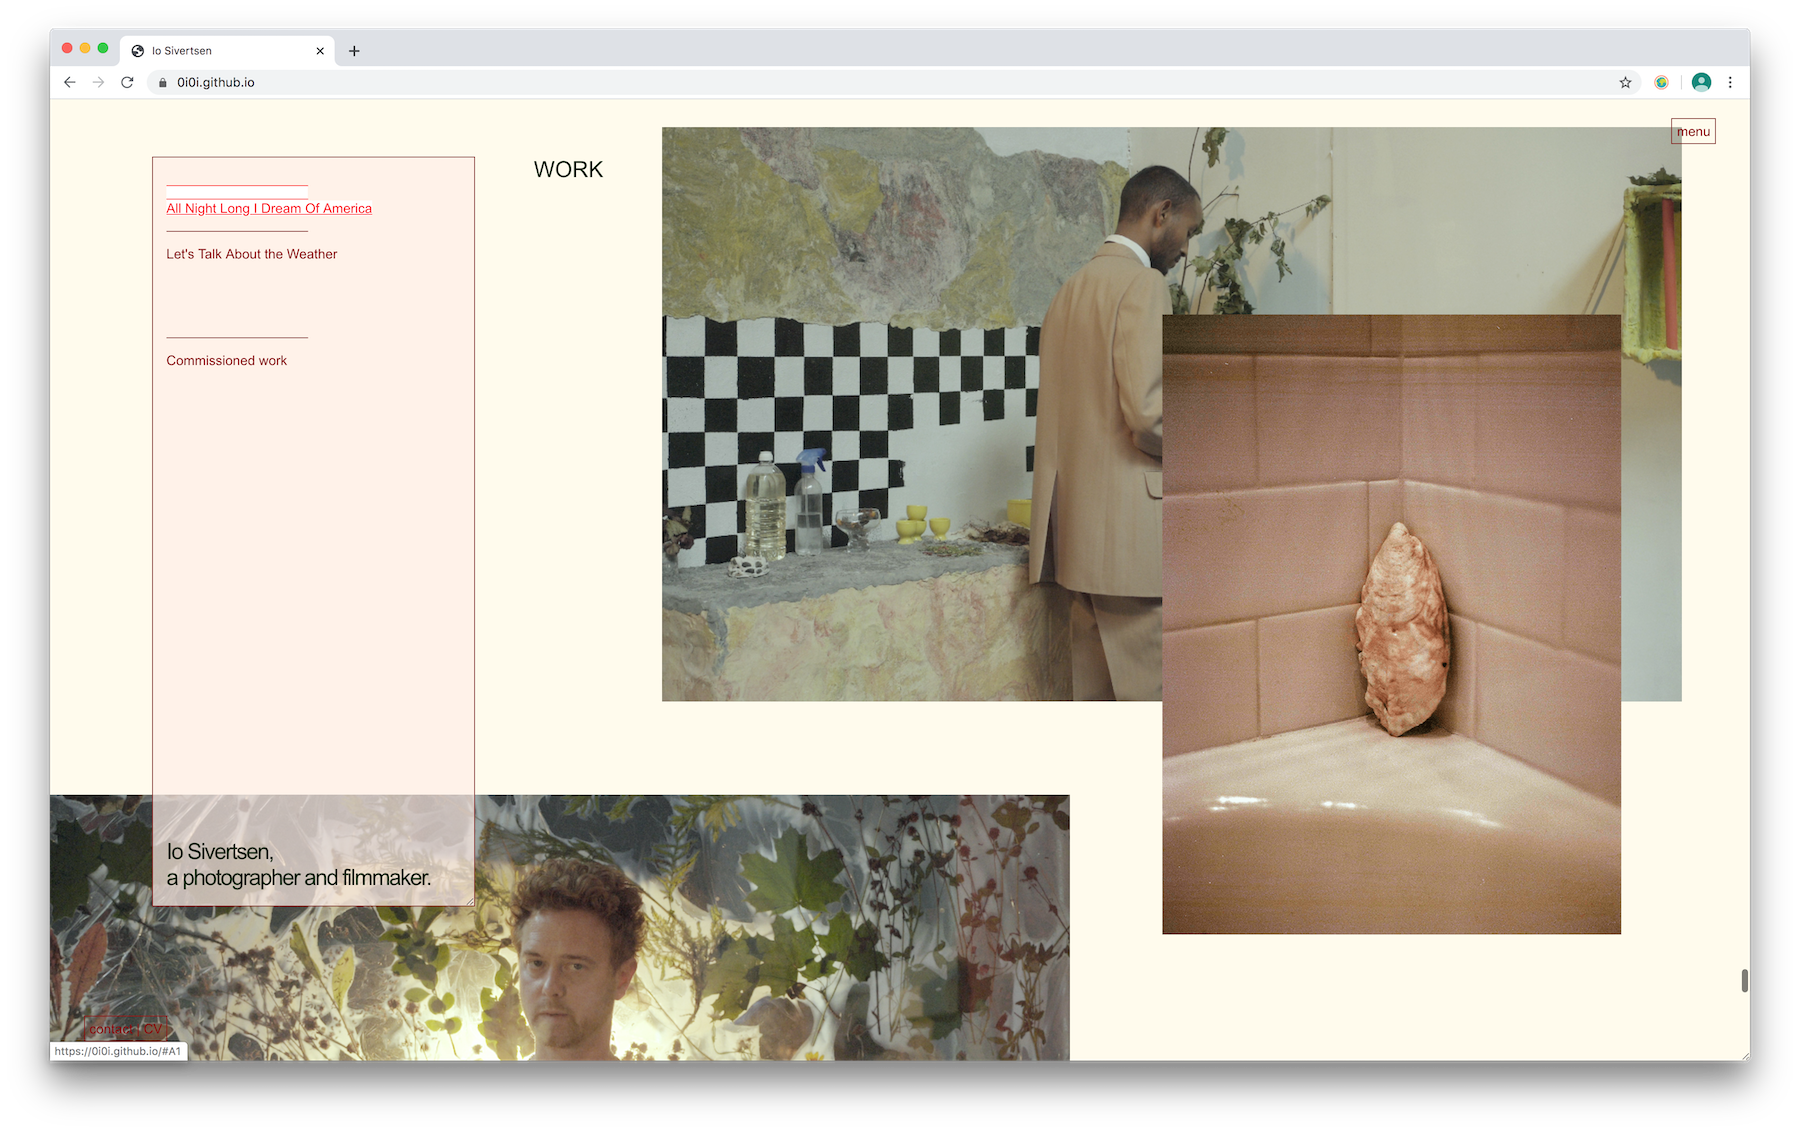 Io Sivertsen
0i0i.github.io
menu
WORK
All Night Long I Dream Of America
Let's Talk About the Weather
Commissioned work
Io Sivertsen,
a photographer and filmmaker.
contact / CV
https://0i0i.github.io/#A1